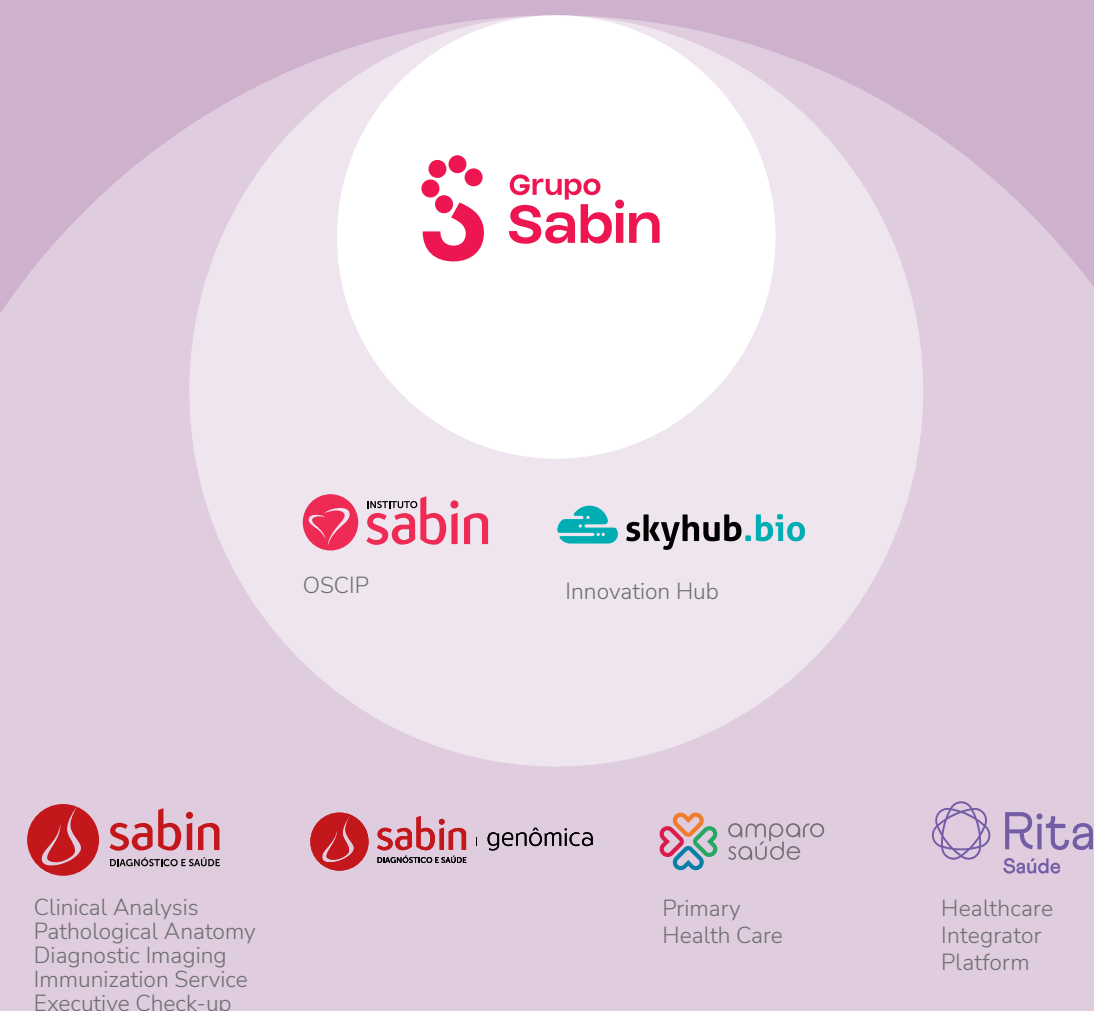 Grupo
Sabin
INSTITUTO
sabin
skyhub.bio
OSCIP
Innovation Hub
sabin
DIAGNÓSTICO E SAÚDE
sabin
DIAGNÓSTICO E SAÚDE
genômica
amparo
saúde
Rita
Saúde
Clinical Analysis
Pathological Anatomy
Diagnostic Imaging
Immunization Service
Executive Check-up
Primary
Health Care
Healthcare
Integrator
Platform